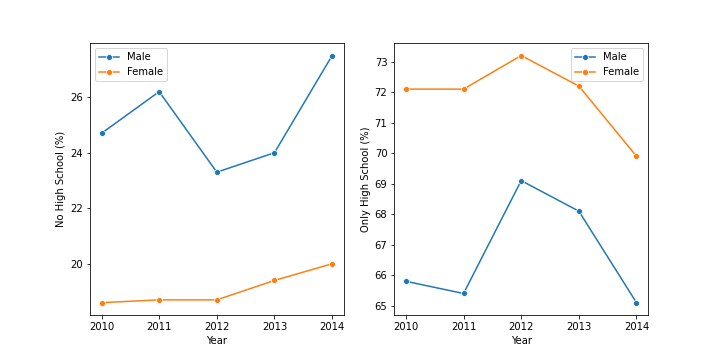 Male
Female
26
24
22
20
No High School (%)
2010 2011 2012 2013 2014
Year
Male
Female
73
72
71
70
69
68
67
66
65
Only High School (%)
2010 2011 2012 2013 2014
Year